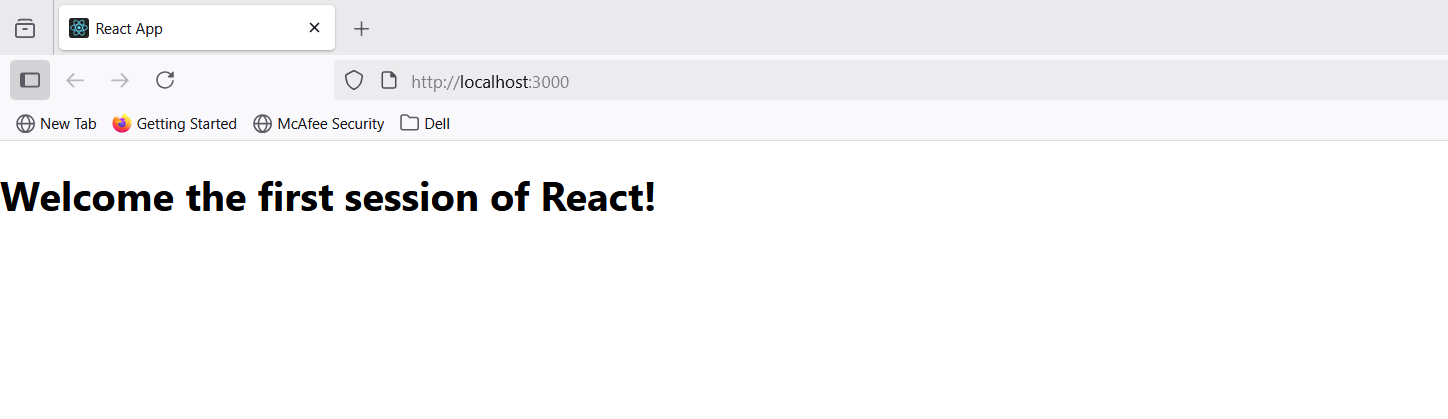 React App
http://localhost:3000
New Tab Getting Started McAfee Security Dell
Welcome the first session of React!